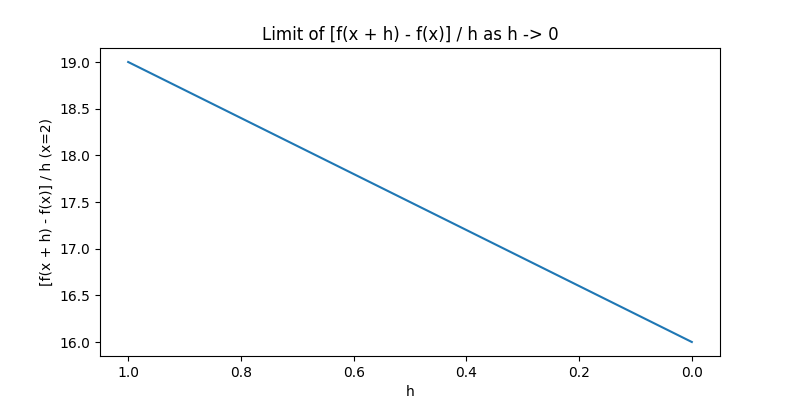 Limit of [f(x + h) - f(x)] / h as h -> 0
[f(x + h) - f(x)] / h (x=2)
19.0
18.5
18.0
17.5
17.0
16.5
16.0
1.0 0.8 0.6 0.4 0.2 0.0
h